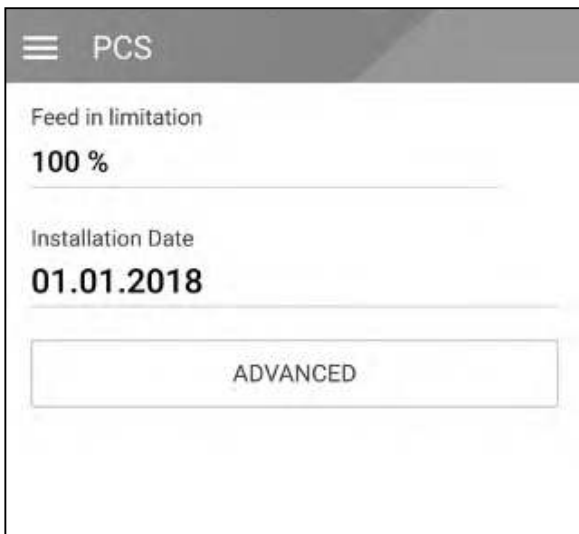 PCS
Feed in limitation
100 %
Installation Date
01.01.2018
ADVANCED